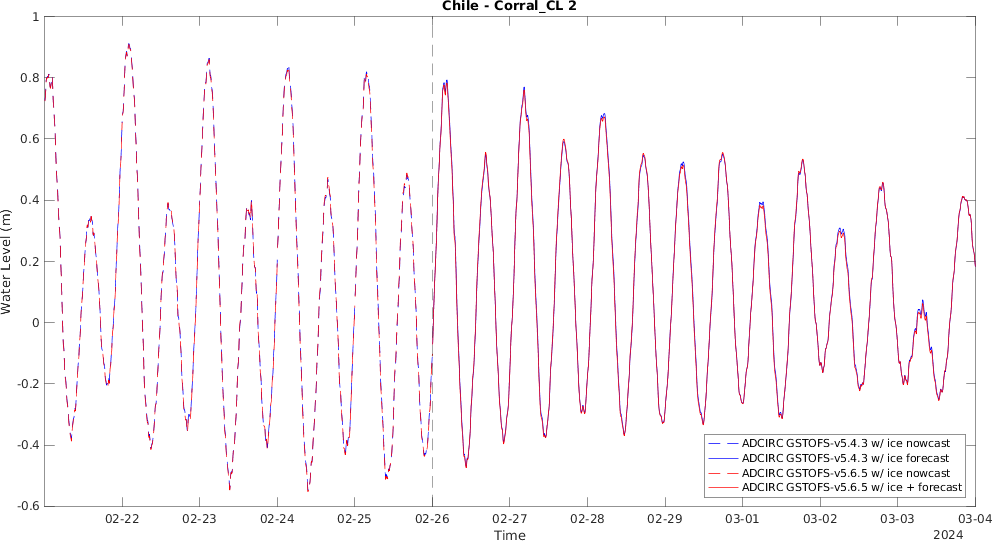 Chile - Corral_CL 2
1
0.8
0.6
0.4
0.2
0
-0.2
-0.4
-0.6
Water Level (m)
02-22 02-23 02-24 02-25 02-26 02-27 02-28 02-29 03-01 03-02 03-03 03-04
Time
2024
ADCIRC GSTOFS-v5.4.3 w/ ice nowcast
ADCIRC GSTOFS-v5.4.3 w/ ice forecast
ADCIRC GSTOFS-v5.6.5 w/ ice nowcast
ADCIRC GSTOFS-v5.6.5 w/ ice + forecast